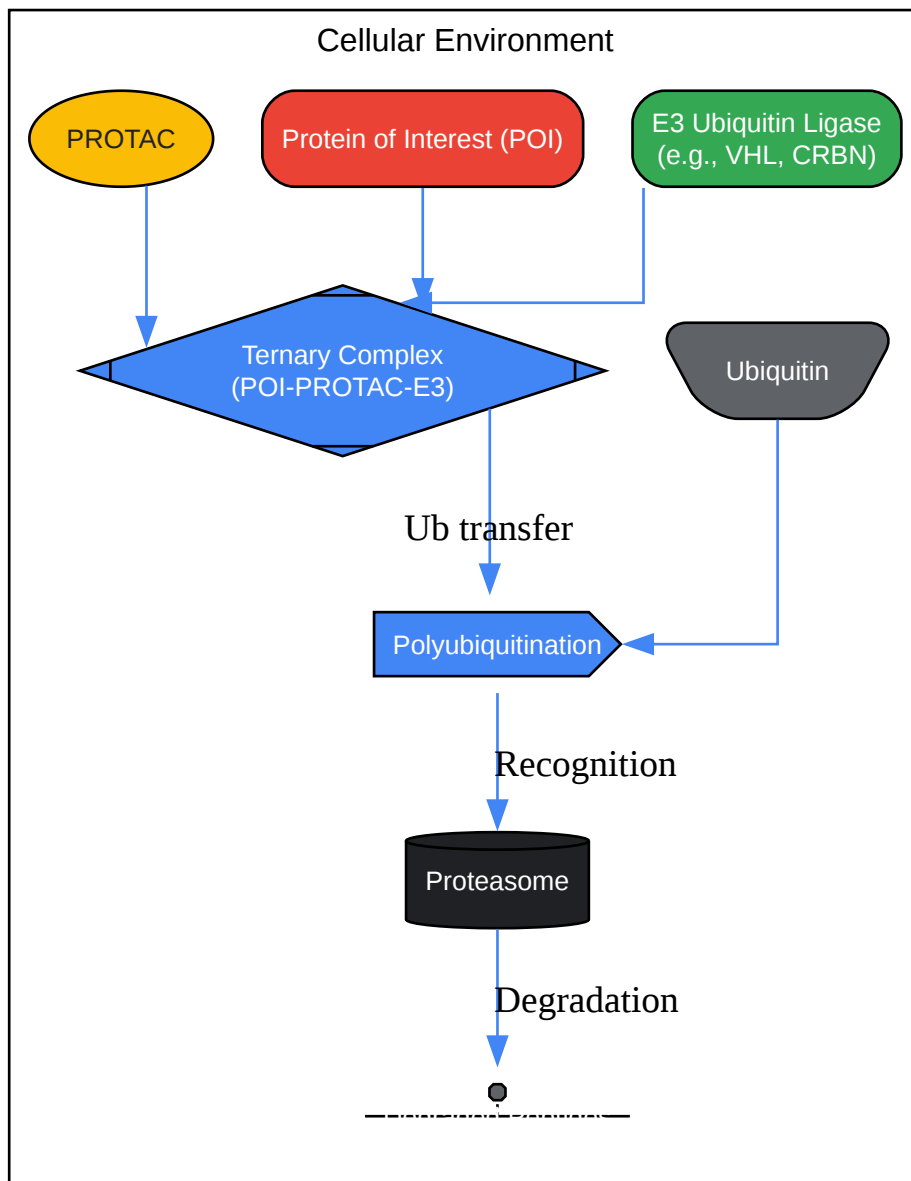 Cellular Environment
PROTAC
Protein of Interest (POI)
E3 Ubiquitin Ligase
(e.g., VHL, CRBN)
Ternary Complex
(POI-PROTAC-E3)
Ubiquitin
Ub transfer
Polyubiquitination
Recognition
Proteasome
Degradation